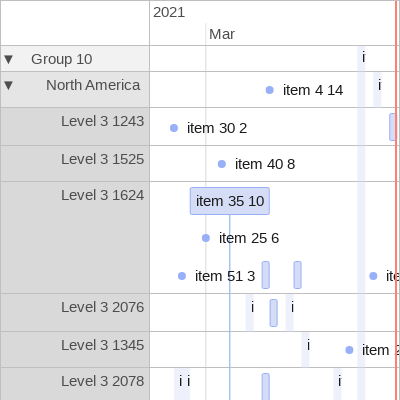 2021
Mar
▼ Group 10 i
▼ North America item 4 14 i
Level 3 1243 item 30 2
Level 3 1525 item 40 8
Level 3 1624 item 35 10
item 25 6
item 51 3 ite
Level 3 2076 i i
Level 3 1345 i item
Level 3 2078 i i i